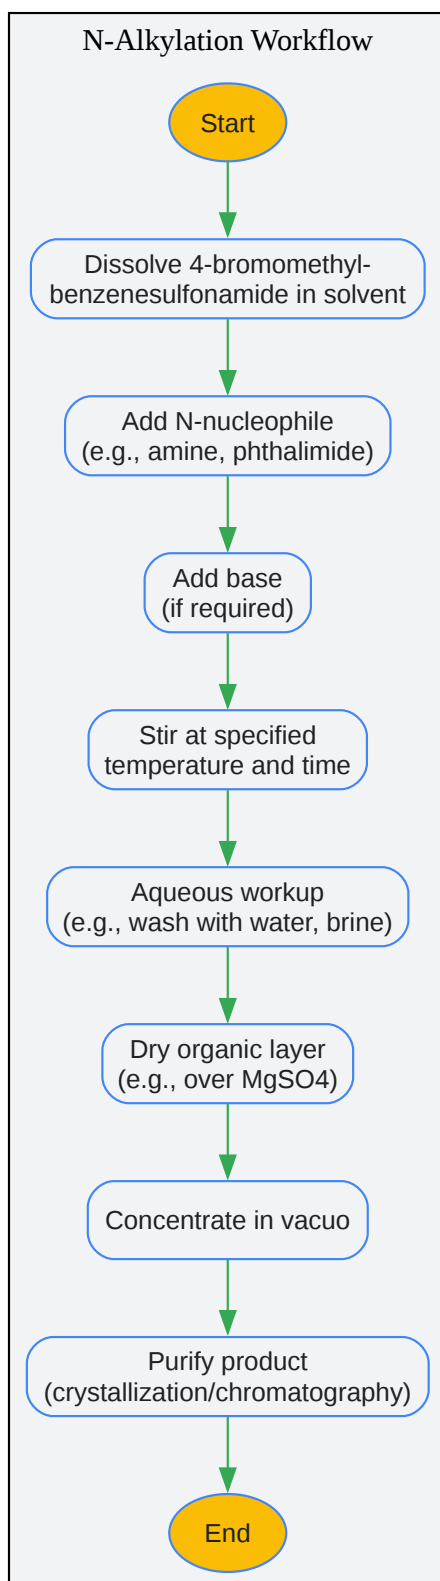 N-Alkylation Workflow
Start
Dissolve 4-bromomethyl-
benzenesulfonamide in solvent
Add N-nucleophile
(e.g., amine, phthalimide)
Add base
(if required)
Stir at specified
temperature and time
Aqueous workup
(e.g., wash with water, brine)
Dry organic layer
(e.g., over MgSO4)
Concentrate in vacuo
Purify product
(crystallization/chromatography)
End